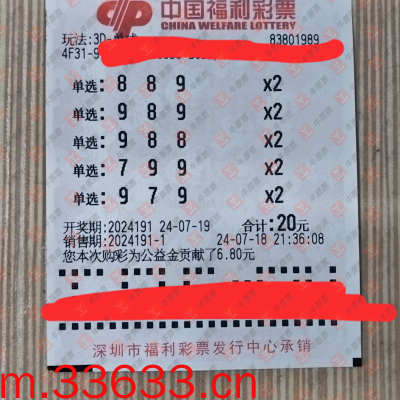 中国福利彩票
CHINA WELFARE LOTTERY
玩法:3D 83801989
4F31-9
单选: 8 8 9 x2
单选: 9 8 9 x2
单选: 9 8 8 x2
单选: 7 9 9 x2
单选: 9 7 9 x2
开奖期:2024191 24-07-19 合计:20元
销售期:2024191-1 24-07-18 21:36:08
您本次购彩为公益金贡献了6.80元
深圳市福利彩票发行中心承销
m.33633.cn